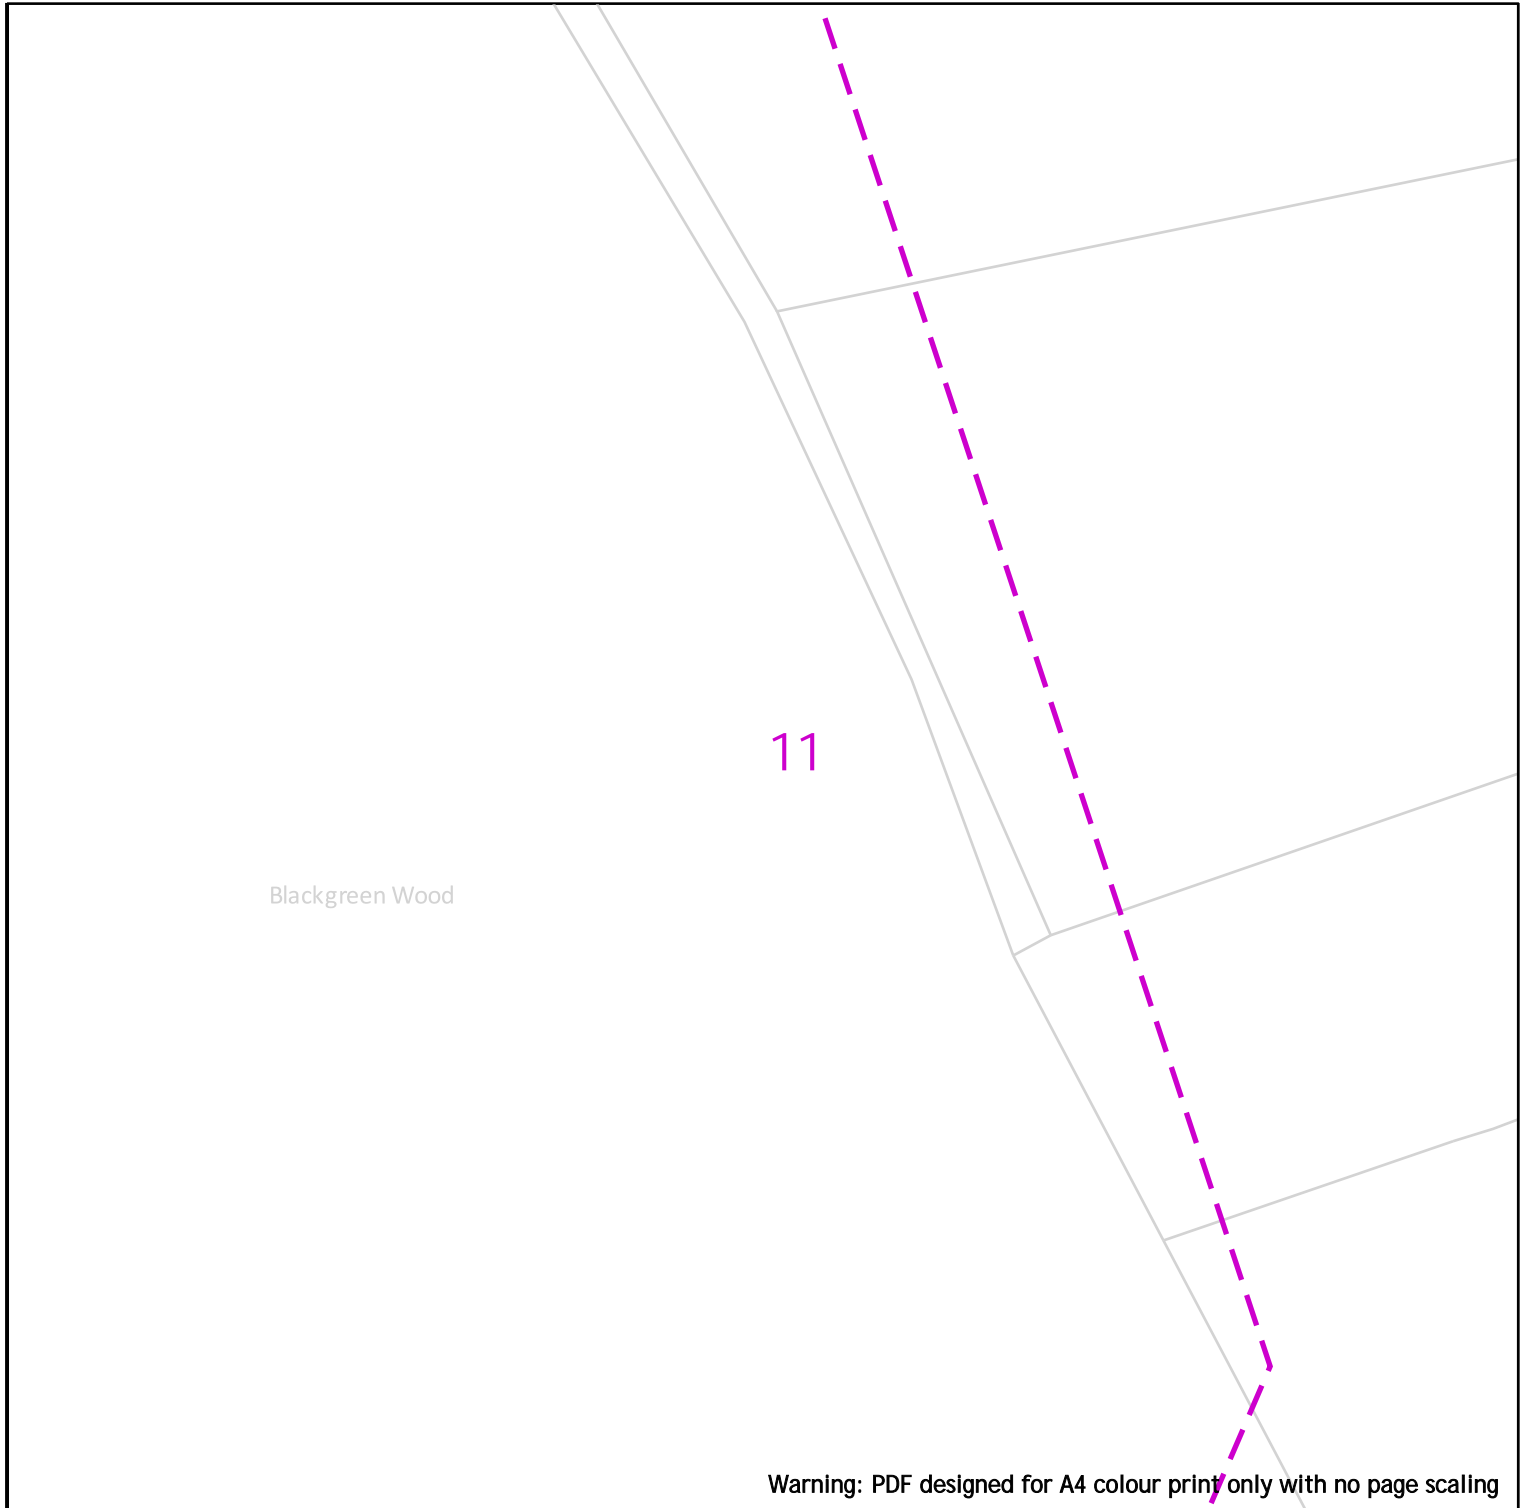 11
Blackgreen Wood
Warning: PDF designed for A4 colour print only with no page scaling